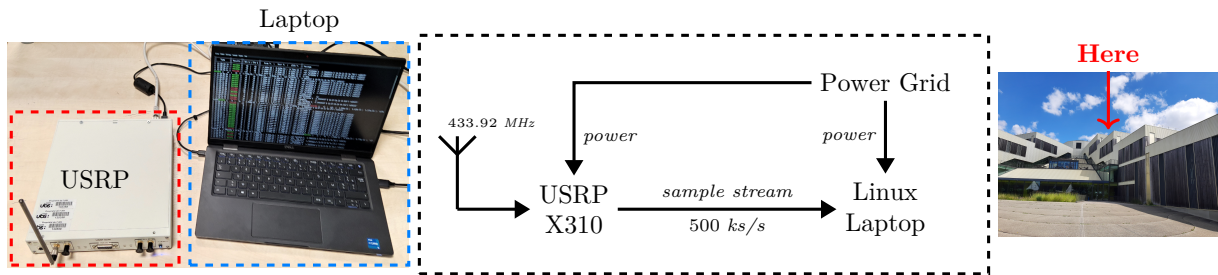 Laptop
USRP
433.92 MHz
Power Grid
power
power
USRP
X310
sample stream
500 ks/s
Linux
Laptop
Here